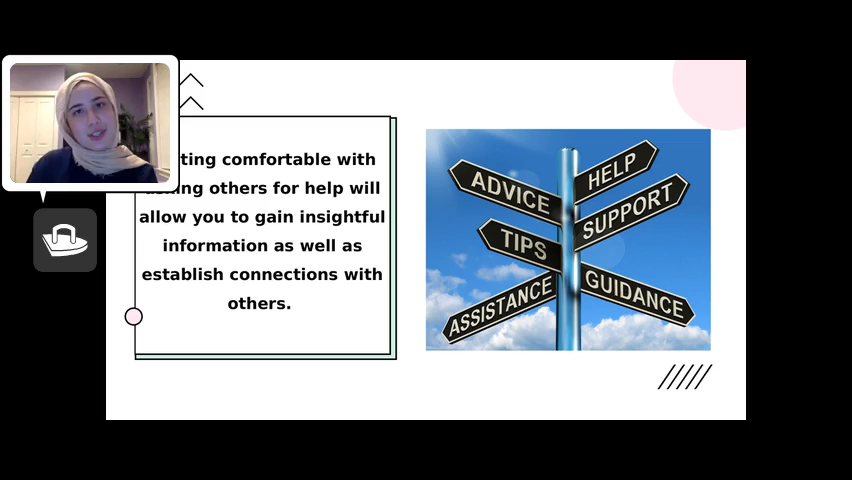 comfortable with
others for help will
allow you to gain insightful
information as well as
establish connections with
others.
ADVICE
HELP
SUPPORT
TIPS
ASSISTANCE
GUIDANCE